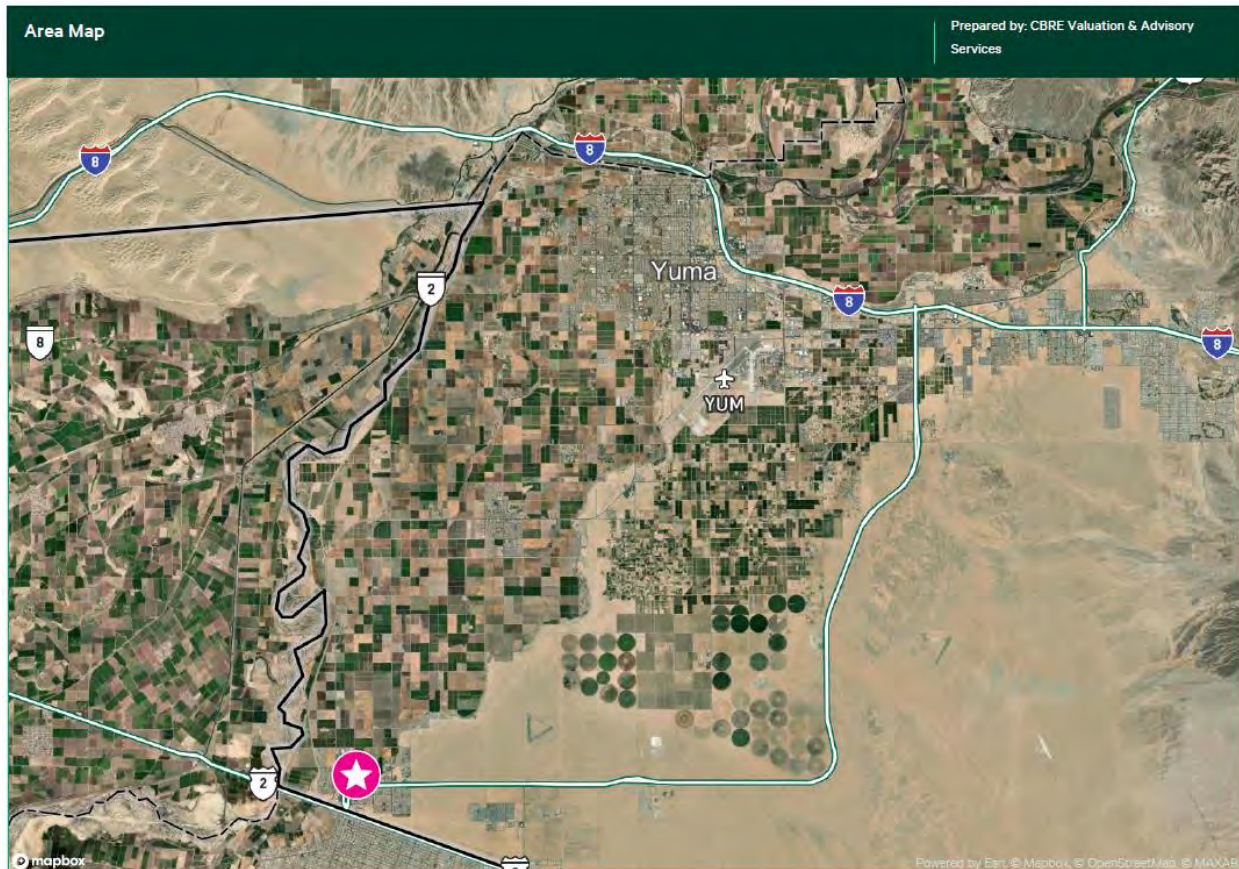 Area Map
Prepared by: CBRE Valuation & Advisory
Services
8
8
2
Yuma
8
8
8
YUM
2
mapbox
Powered by Esri, © Mapbox, © OpenStreetMap, © MAXAR